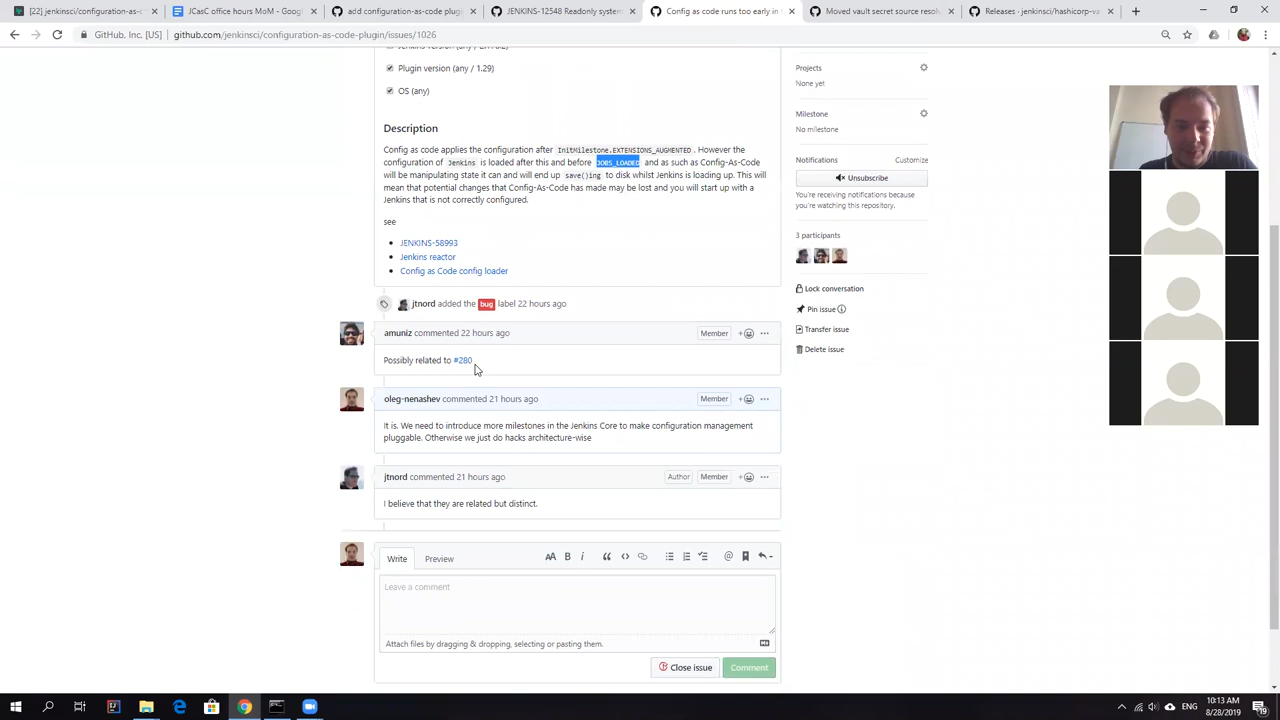 [22] jenkinsci/configuration-as-c
JCasC office hours MoM - Googl
add configuration-as-code-plugin
JENKINS-12548 Readonly system
Config as code runs too early
Moved vault secret source resolv
Releases · jenkinsci/hashicorp-va
GitHub, Inc. [US] | github.com/jenkinsci/configuration-as-code-plugin/issues/1026
Plugin version (any / 1.29)
OS (any)
Description
Config as code applies the configuration after InitMilestone.EXTENSIONS_AUGMENTED. However the
configuration of Jenkins is loaded after this and before JOBS_LOADED and as such Config-As-Code
will be manipulating state it can and will end up save()ing to disk whilst Jenkins is loading up. This will
mean that potential changes that Config-As-Code has made may be lost and you will start up with a
Jenkins that is not correctly configured.
see
JENKINS-58993
Jenkins reactor
Config as Code config loader
jtnord added the bug label 22 hours ago
amuniz commented 22 hours ago
Member
Possibly related to #280
oleg-nenashev commented 21 hours ago
Member
It is. We need to introduce more milestones in the Jenkins Core to make configuration management
pluggable. Otherwise we just do hacks architecture-wise
jtnord commented 21 hours ago
Author
Member
I believe that they are related but distinct.
Write
Preview
AA B i
Leave a comment
Attach files by dragging & dropping, selecting or pasting them.
Close issue
Comment
Projects
None yet
Milestone
No milestone
Notifications
Customize
Unsubscribe
You're receiving notifications because
you're watching this repository.
3 participants
Lock conversation
Pin issue
Transfer issue
Delete issue
ENG
10:13 AM
8/28/2019
19